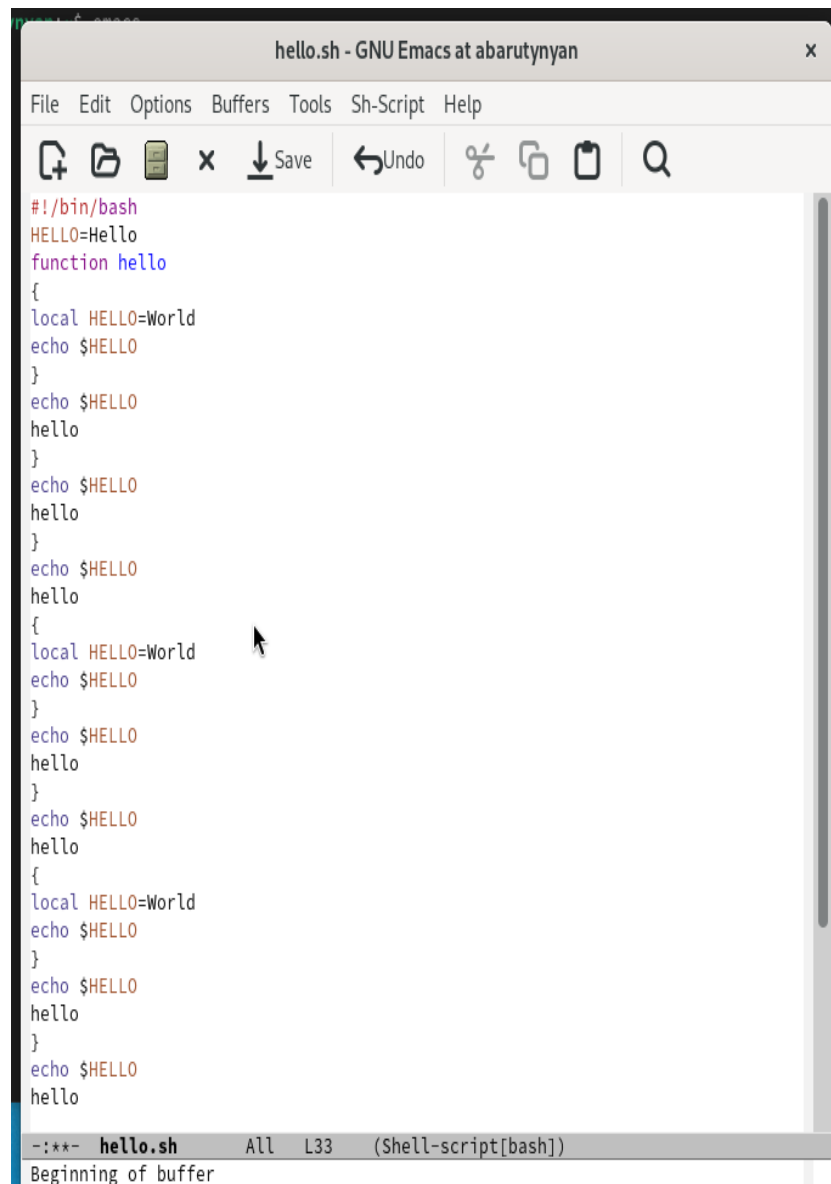 hello.sh - GNU Emacs at abarutynyan x
File Edit Options Buffers Tools Sh-Script Help
Save Undo
#!/bin/bash
HELLO=Hello
function hello
{
local HELLO=World
echo $HELLO
}
echo $HELLO
hello
}
echo $HELLO
hello
}
echo $HELLO
hello
{
local HELLO=World
echo $HELLO
}
echo $HELLO
hello
}
echo $HELLO
hello
{
local HELLO=World
echo $HELLO
}
echo $HELLO
hello
}
echo $HELLO
hello
-:**- hello.sh All L33 (Shell-script[bash])
Beginning of buffer